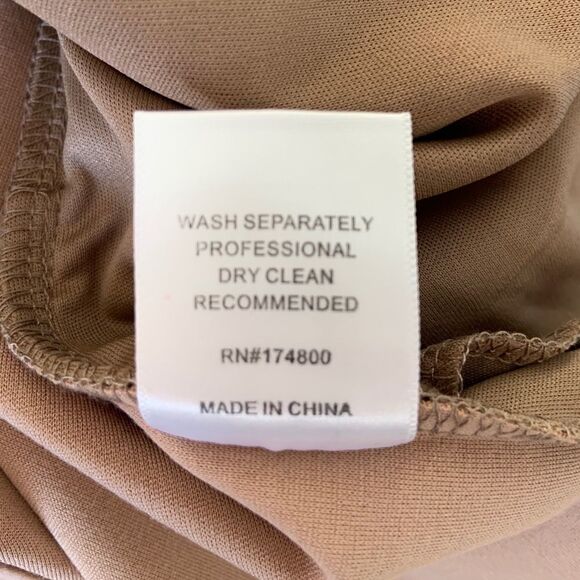 WASH SEPARATELY
PROFESSIONAL
DRY CLEAN
RECOMMENDED
RN#174800
MADE IN CHINA